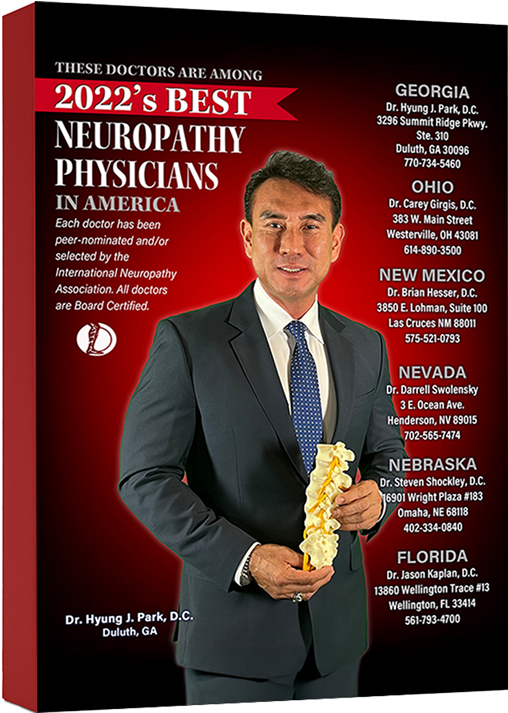 THESE DOCTORS ARE AMONG
2022's BEST
NEUROPATHY
PHYSICIANS
IN AMERICA
Each doctor has been
peer-nominated and/or
selected by the
International Neuropathy
Association. All doctors
are Board Certified.
GEORGIA
Dr. Hyung J. Park, D.C.
3296 Summit Ridge Pkwy.
Ste. 310
Duluth, GA 30096
770-734-5460
OHIO
Dr. Carey Girgis, D.C.
383 W. Main Street
Westerville, OH 43081
614-890-3500
NEW MEXICO
Dr. Brian Hesser, D.C.
3850 E. Lohman, Suite 100
Las Cruces NM 88011
575-521-0793
NEVADA
Dr. Darrell Swolensky
3 E. Ocean Ave.
Henderson, NV 89015
702-565-7474
NEBRASKA
Dr. Steven Shockley, D.C.
16901 Wright Plaza #183
Omaha, NE 68118
402-334-0840
FLORIDA
Dr. Jason Kaplan, D.C.
13860 Wellington Trace #13
Wellington, FL 33414
561-793-4700
Dr. Hyung J. Park, D.C.
Duluth, GA